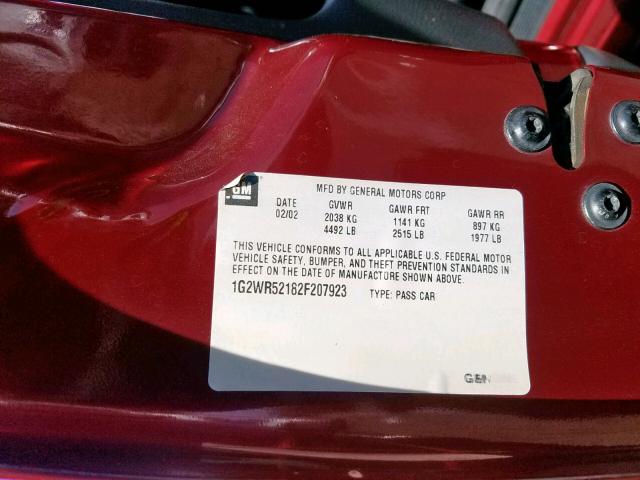 GM
MFD BY GENERAL MOTORS CORP
DATE GVWR GAWR FRT GAWR RR
02/02 2038 KG 1141 KG 897 KG
4492 LB 2515 LB 1977 LB
THIS VEHICLE CONFORMS TO ALL APPLICABLE U.S. FEDERAL MOTOR
VEHICLE SAFETY, BUMPER, AND THEFT PREVENTION STANDARDS IN
EFFECT ON THE DATE OF MANUFACTURE SHOWN ABOVE.
1G2WR52182F207923 TYPE: PASS CAR